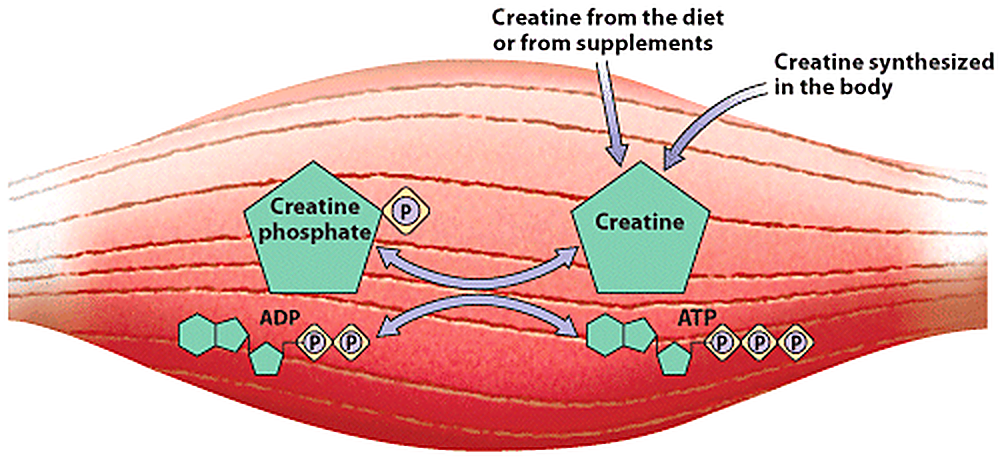 Creatine from the diet
or from supplements
Creatine synthesized
in the body
Creatine
phosphate
P
Creatine
ADP
P P
ATP
P P P